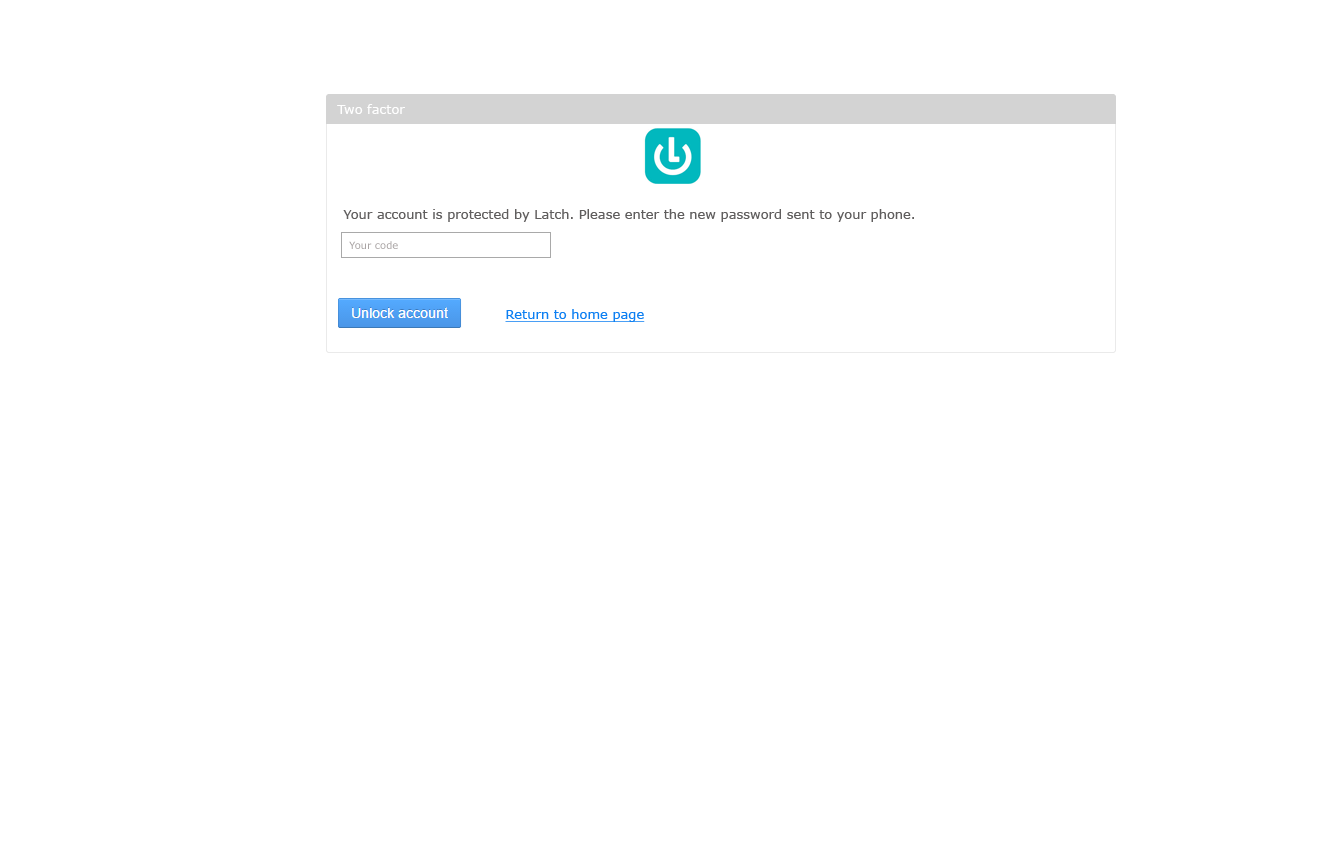 Two factor
Your account is protected by Latch. Please enter the new password sent to your phone.
Your code
Unlock account
Return to home page